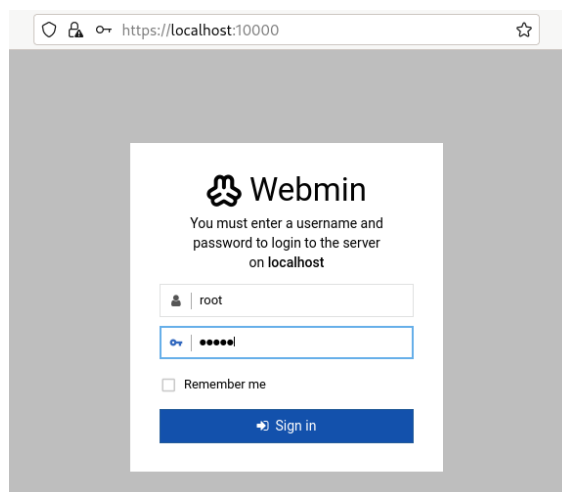 https://localhost:10000
Webmin
You must enter a username and
password to login to the server
on localhost
root
●●●●●
Remember me
Sign in